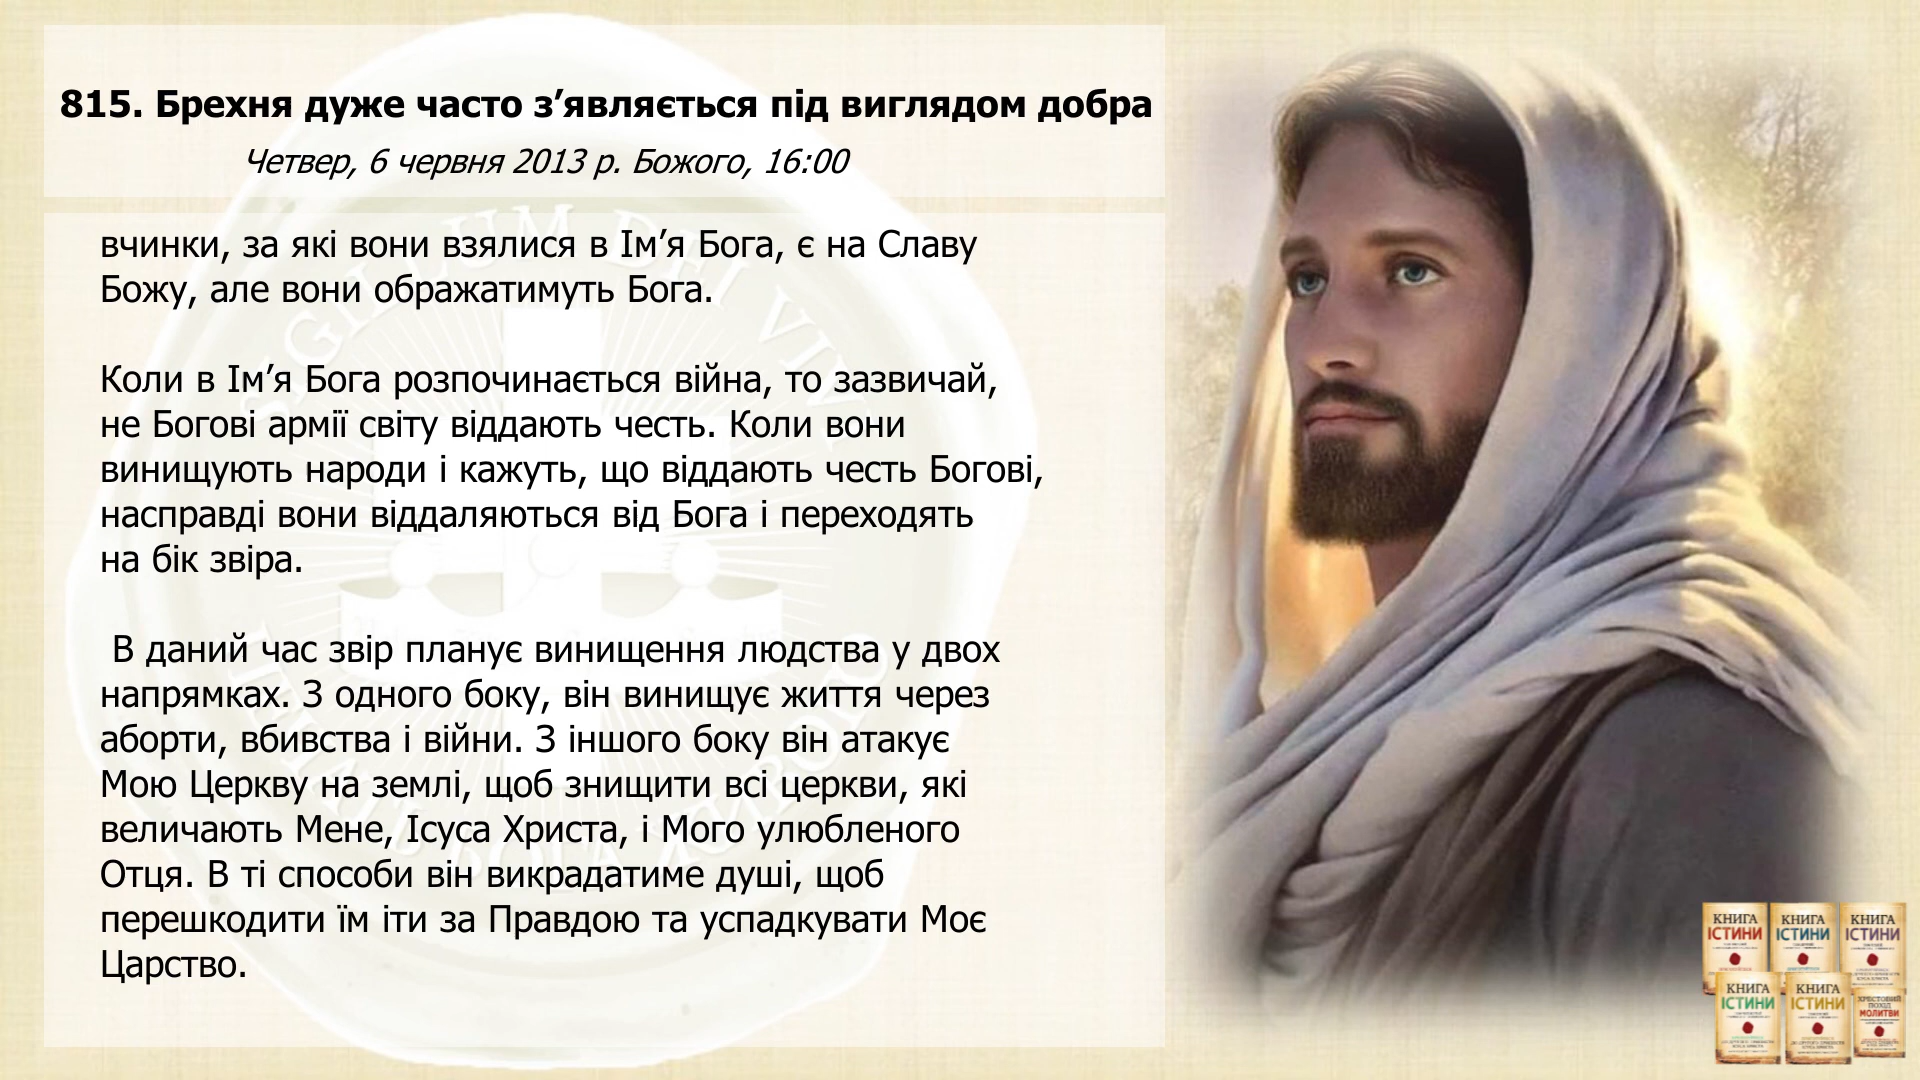 815. Брехня дуже часто з’являється під виглядом добра
Четвер, 6 червня 2013 р. Божого, 16:00
вчинки, за які вони взялися в Ім’я Бога, є на Славу
Божу, але вони ображатимуть Бога.
Коли в Ім’я Бога розпочинається війна, то зазвичай,
не Богові армії світу віддають честь. Коли вони
винищують народи і кажуть, що віддають честь Богові,
насправді вони віддаляються від Бога і переходять
на бік звіра.
В даний час звір планує винищення людства у двох
напрямках. З одного боку, він винищує життя через
аборти, вбивства і війни. З іншого боку він атакує
Мою Церкву на землі, щоб знищити всі церкви, які
величають Мене, Ісуса Христа, і Мого улюбленого
Отця. В ті способи він викрадатиме душі, щоб
перешкодити їм іти за Правдою та успадкувати Моє
Царство.
SIGILLUM DEI VIVI
КНИГА
ІСТИНИ
КНИГА
ІСТИНИ
КНИГА
ІСТИНИ
КНИГА
ІСТИНИ
КНИГА
ІСТИНИ
ХРЕСТОВИЙ
ПОХІД
МОЛИТВИ